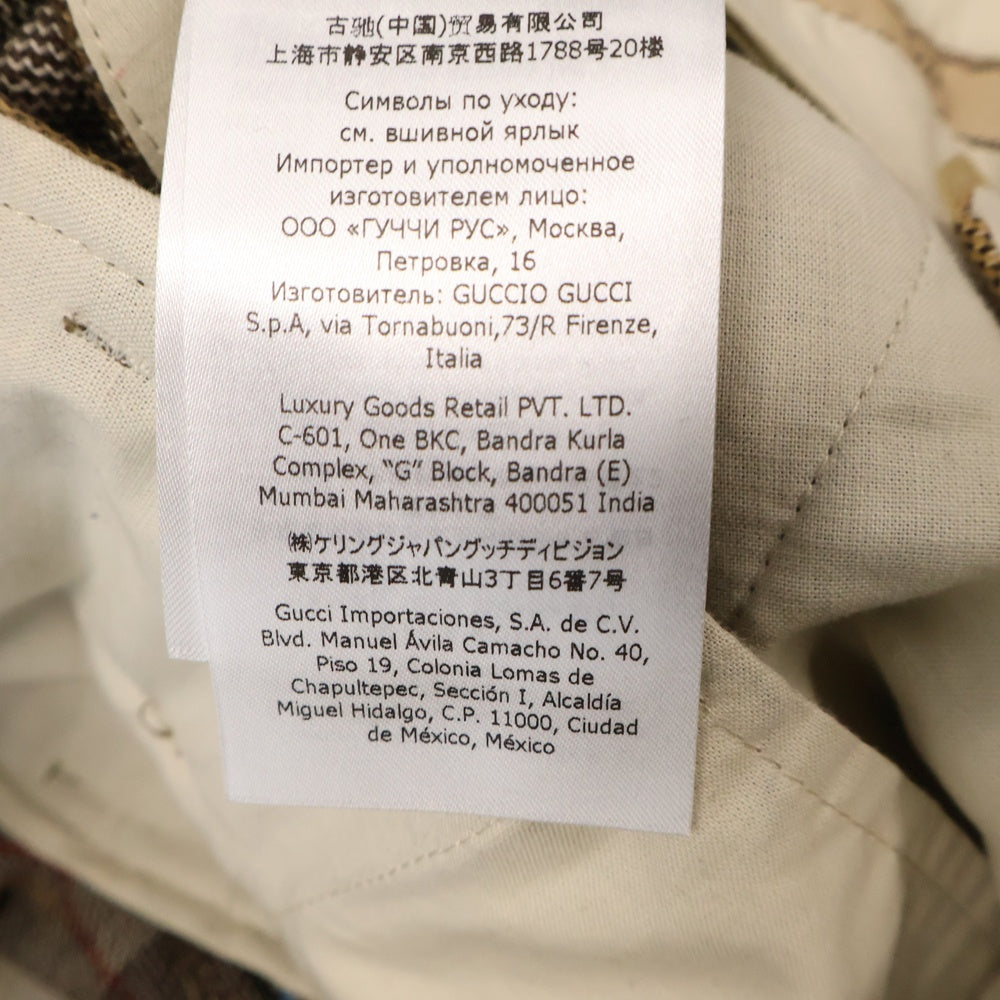 古驰(中国)贸易有限公司
上海市静安区南京西路1788号20楼
Символы по уходу:
см. вшивной ярлык
Импортер и уполномоченное
изготовителем лицо:
ООО «ГУЧЧИ РУС», Москва,
Петровка, 16
Изготовитель: GUCCIO GUCCI
S.p.A, via Tornabuoni,73/R Firenze,
Italia
Luxury Goods Retail PVT. LTD.
C-601, One BKC, Bandra Kurla
Complex, “G” Block, Bandra (E)
Mumbai Maharashtra 400051 India
㈱ケリングジャパングッチディビジョン
東京都港区北青山3丁目6番7号
Gucci Importaciones, S.A. de C.V.
Blvd. Manuel Ávila Camacho No. 40,
Piso 19, Colonia Lomas de
Chapultepec, Sección I, Alcaldía
Miguel Hidalgo, C.P. 11000, Ciudad
de México, México